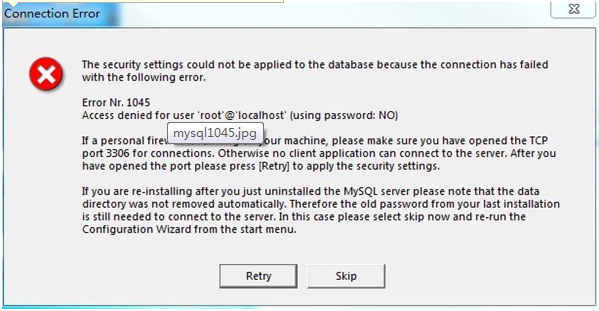 Connection Error
The security settings could not be applied to the database because the connection has failed
with the following error.
Error Nr. 1045
Access denied for user 'root'@'localhost' (using password: NO)
mysql1045.jpg
If a personal firew your machine, please make sure you have opened the TCP
port 3306 for connections. Otherwise no client application can connect to the server. After you
have opened the port please press [Retry] to apply the security settings.
If you are re-installing after you just uninstalled the MySQL server please note that the data
directory was not removed automatically. Therefore the old password from your last installation
is still needed to connect to the server. In this case please select skip now and re-run the
Configuration Wizard from the start menu.
Retry
Skip